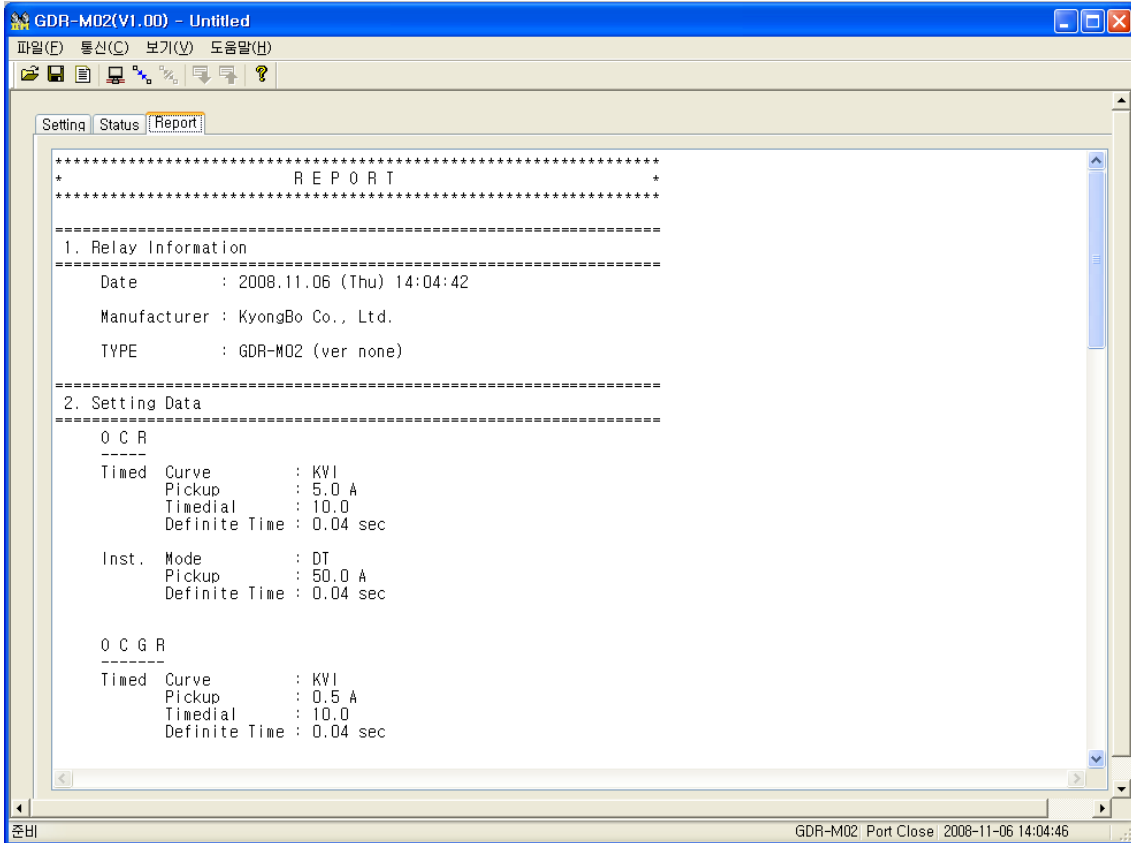 GDR-M02(V1.00) - Untitled
파일(F) 통신(C) 보기(V) 도움말(H)
Setting Status Report
******************************************************************
* R E P O R T *
******************************************************************
==================================================================
1. Relay Information
==================================================================
Date : 2008.11.06 (Thu) 14:04:42
Manufacturer : KyongBo Co., Ltd.
TYPE : GDR-M02 (ver none)
==================================================================
2. Setting Data
==================================================================
O C R
-----
Timed Curve : KVI
Pickup : 5.0 A
Timedial : 10.0
Definite Time : 0.04 sec
Inst. Mode : DT
Pickup : 50.0 A
Definite Time : 0.04 sec
O C G R
-------
Timed Curve : KVI
Pickup : 0.5 A
Timedial : 10.0
Definite Time : 0.04 sec
준비 GDR-M02 Port Close 2008-11-06 14:04:46